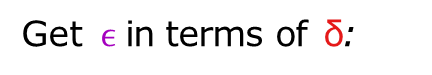 Get ϵ in terms of δ: